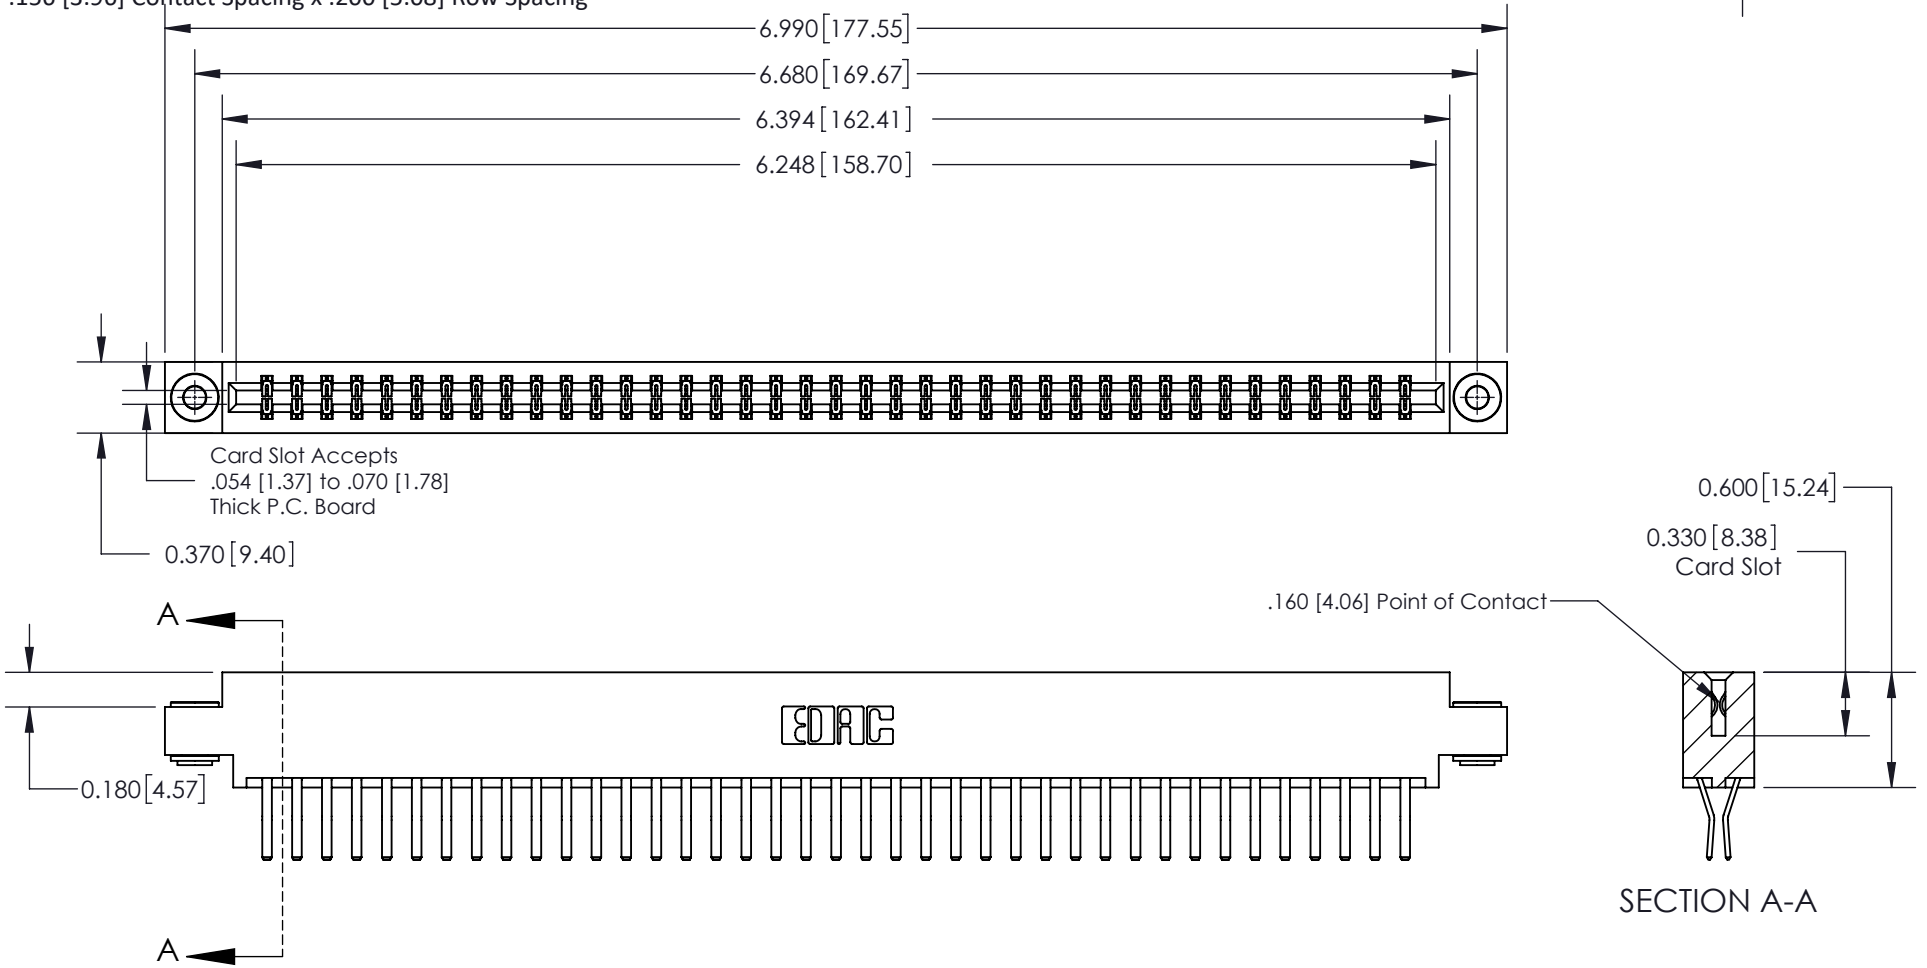 .156 [3.96] Contact Spacing x .200 [5.08] Row Spacing
6.990[177.55]
6.680[169.67]
6.394[162.41]
6.248[158.70]
Card Slot Accepts
.054 [1.37] to .070 [1.78]
Thick P.C. Board
0.370[9.40]
0.600[15.24]
0.330[8.38]
Card Slot
.160 [4.06] Point of Contact
A
EDAC
0.180[4.57]
SECTION A-A
A